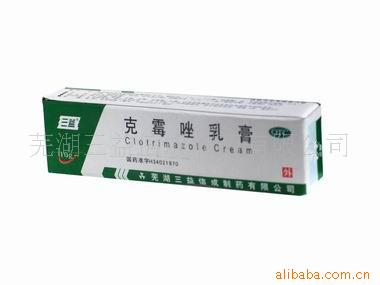 三益
10g
克霉唑乳膏
OTC
Clotrimazole Cream
国药准字H34021870
外
芜湖三益信成制药有限公司
alibaba.com.cn